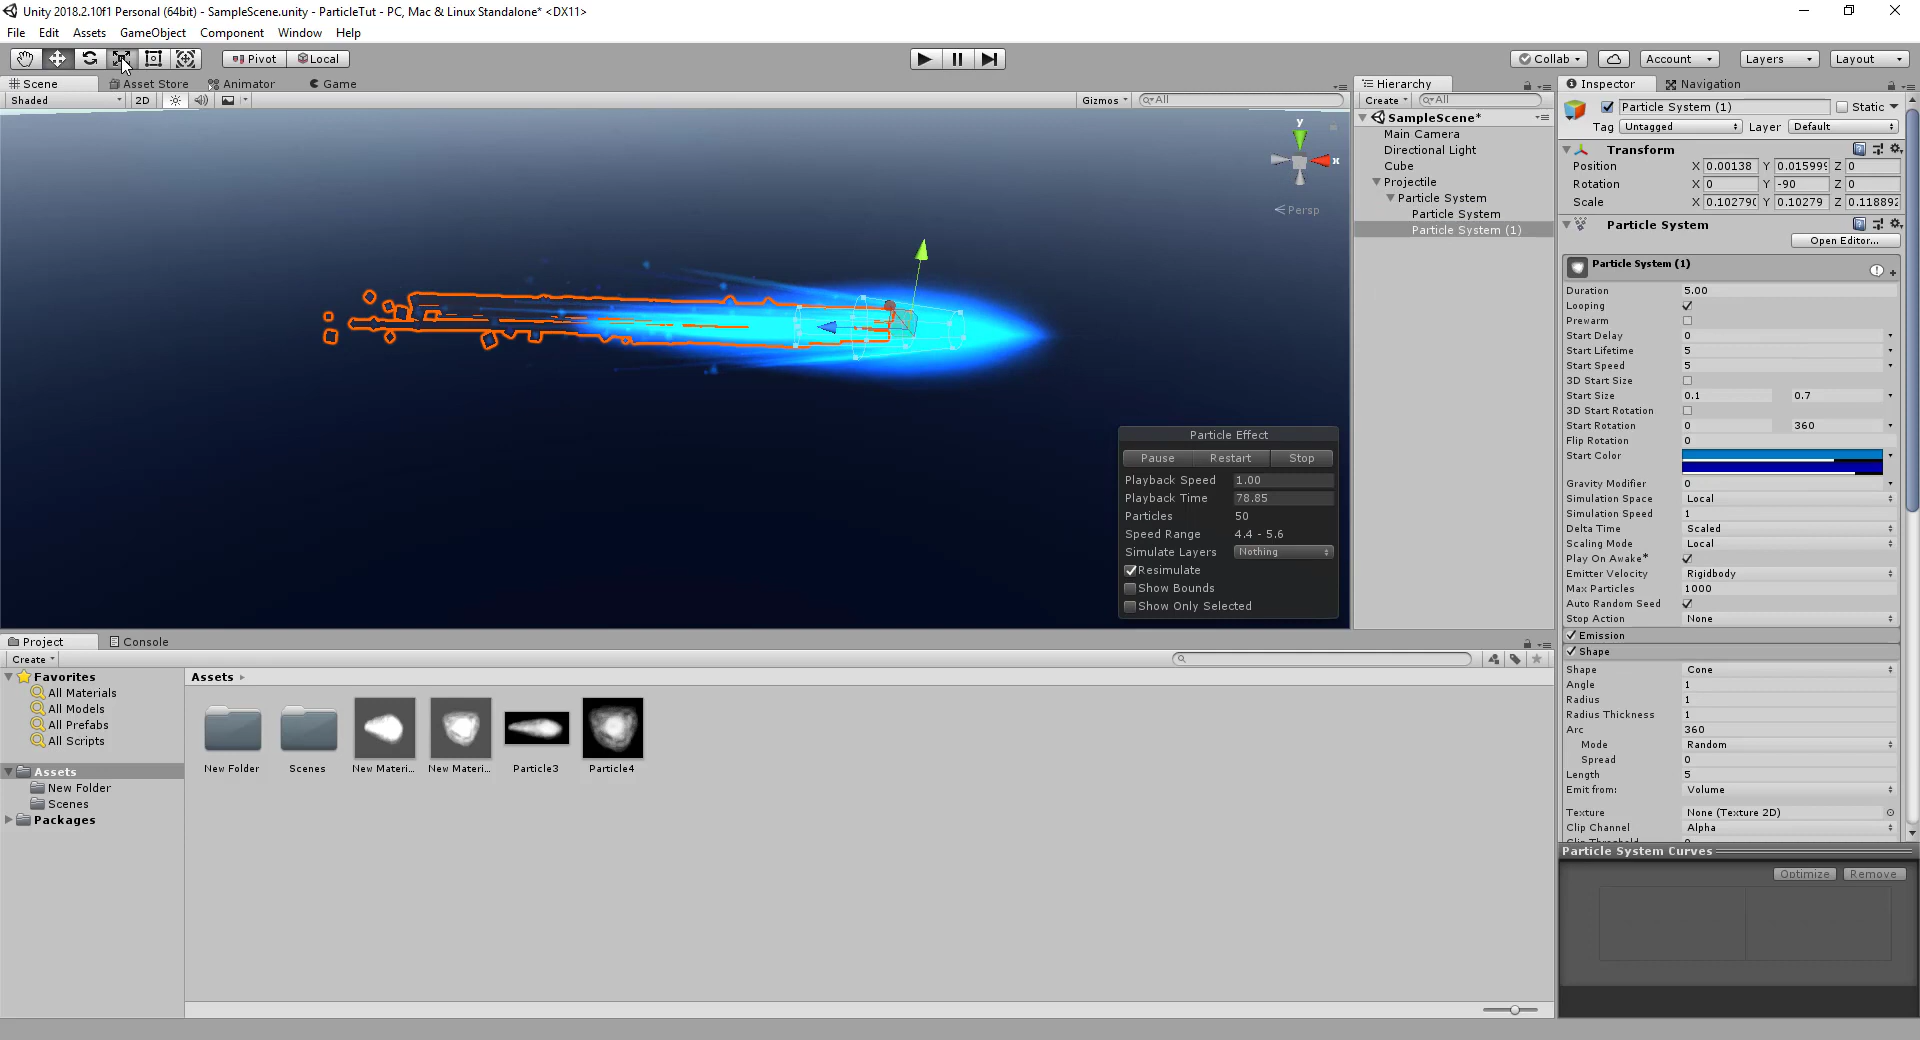 Unity 2018.2.10f1 Personal (64bit) - SampleScene.unity - ParticleTut - PC, Mac & Linux Standalone* <DX11>
File Edit Assets GameObject Component Window Help
Pivot Local Collab Account Layers Layout
Scene Asset Store Animator Game
Shaded 2D Gizmos All
y
x
Persp
Particle Effect
Pause Restart Stop
Playback Speed 1.00
Playback Time 78.85
Particles 50
Speed Range 4.4 - 5.6
Simulate Layers Nothing
Resimulate
Show Bounds
Show Only Selected
Hierarchy
Create All
SampleScene*
Main Camera
Directional Light
Cube
Projectile
Particle System
Particle System
Particle System (1)
Inspector Navigation
Particle System (1) Static
Tag Untagged Layer Default
Transform
Position X 0.00138 Y 0.01599 Z 0
Rotation X 0 Y -90 Z 0
Scale X 0.10279 Y 0.10279 Z 0.118892
Particle System
Open Editor...
Particle System (1)
Duration 5.00
Looping
Prewarm
Start Delay 0
Start Lifetime 5
Start Speed 5
3D Start Size
Start Size 0.1 0.7
3D Start Rotation
Start Rotation 0 360
Flip Rotation 0
Start Color
Gravity Modifier 0
Simulation Space Local
Simulation Speed 1
Delta Time Scaled
Scaling Mode Local
Play On Awake*
Emitter Velocity Rigidbody
Max Particles 1000
Auto Random Seed
Stop Action None
Emission
Shape
Shape Cone
Angle 1
Radius 1
Radius Thickness 1
Arc 360
Mode Random
Spread 0
Length 5
Emit from: Volume
Texture None (Texture 2D)
Clip Channel Alpha
Particle System Curves
Optimize Remove
Project Console
Create
Favorites
All Materials
All Models
All Prefabs
All Scripts
Assets
New Folder
Scenes
Packages
Assets
New Folder Scenes New Materi... New Materi... Particle3 Particle4